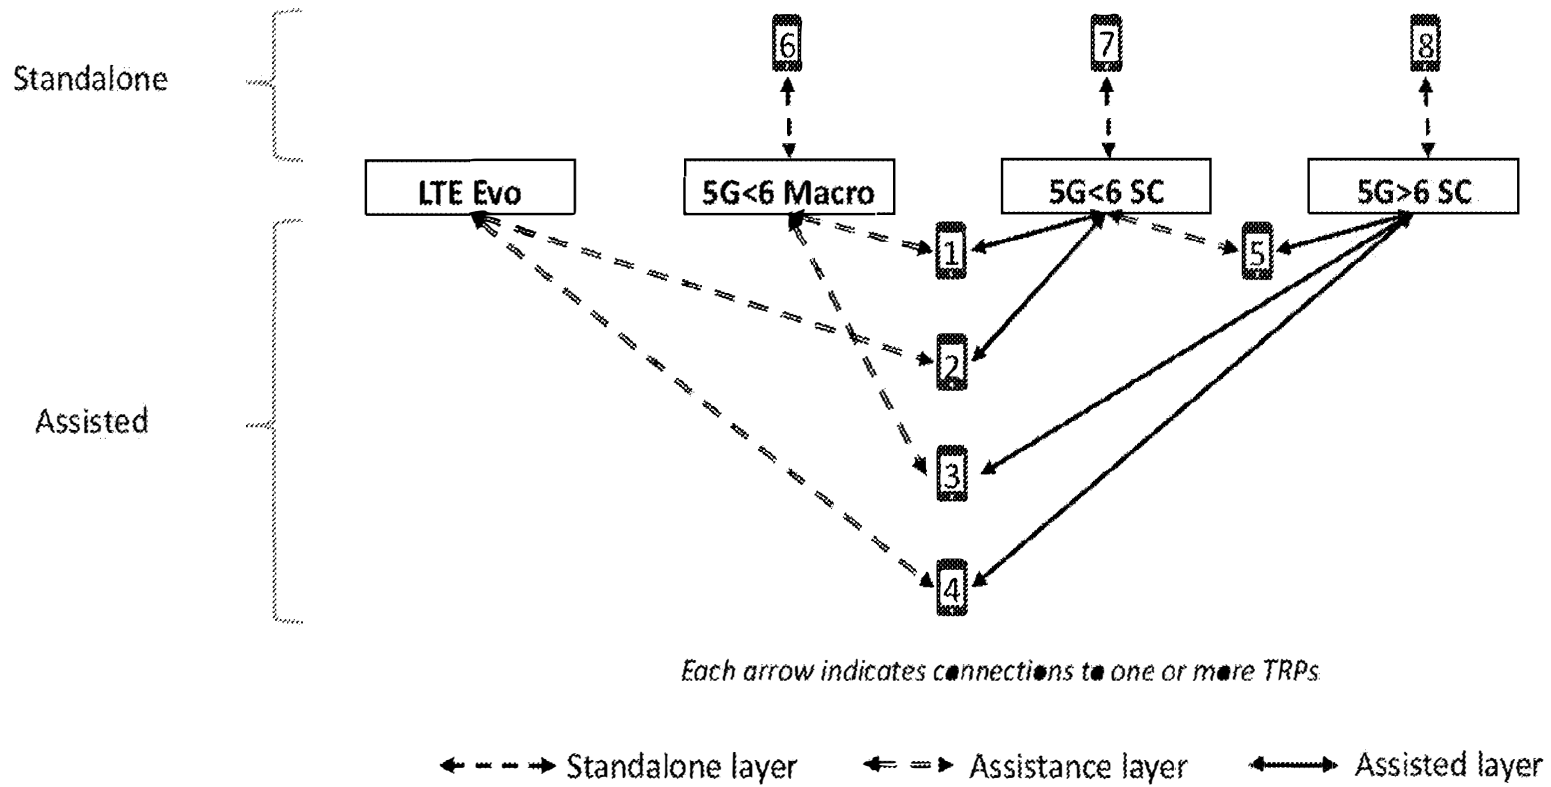 6 7 8
Standalone
LTE Evo 5G<6 Macro 5G<6 SC 5G>6 SC
1 5
2
Assisted
3
4
Each arrow indicates connections to one or more TRPs
Standalone layer Assistance layer Assisted layer